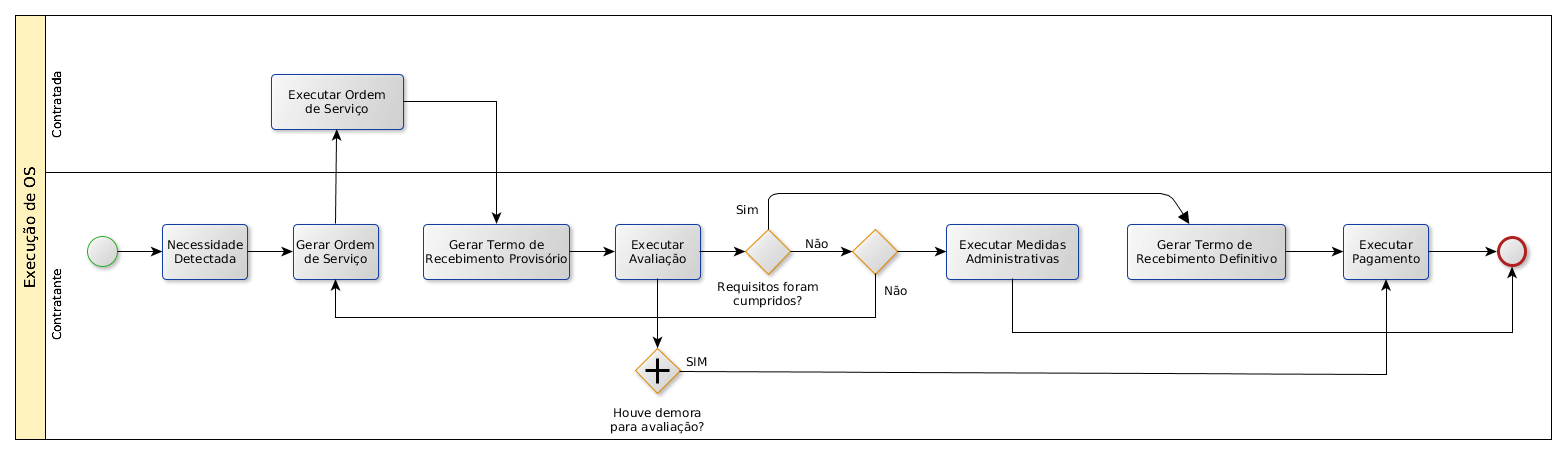 Execução de OS
Contratada
Executar Ordem
de Serviço
Contratante
Necessidade
Detectada
Gerar Ordem
de Serviço
Gerar Termo de
Recebimento Provisório
Executar
Avaliação
Sim
Requisitos foram
cumpridos?
Não
Não
Executar Medidas
Administrativas
Gerar Termo de
Recebimento Definitivo
Executar
Pagamento
SIM
Houve demora
para avaliação?